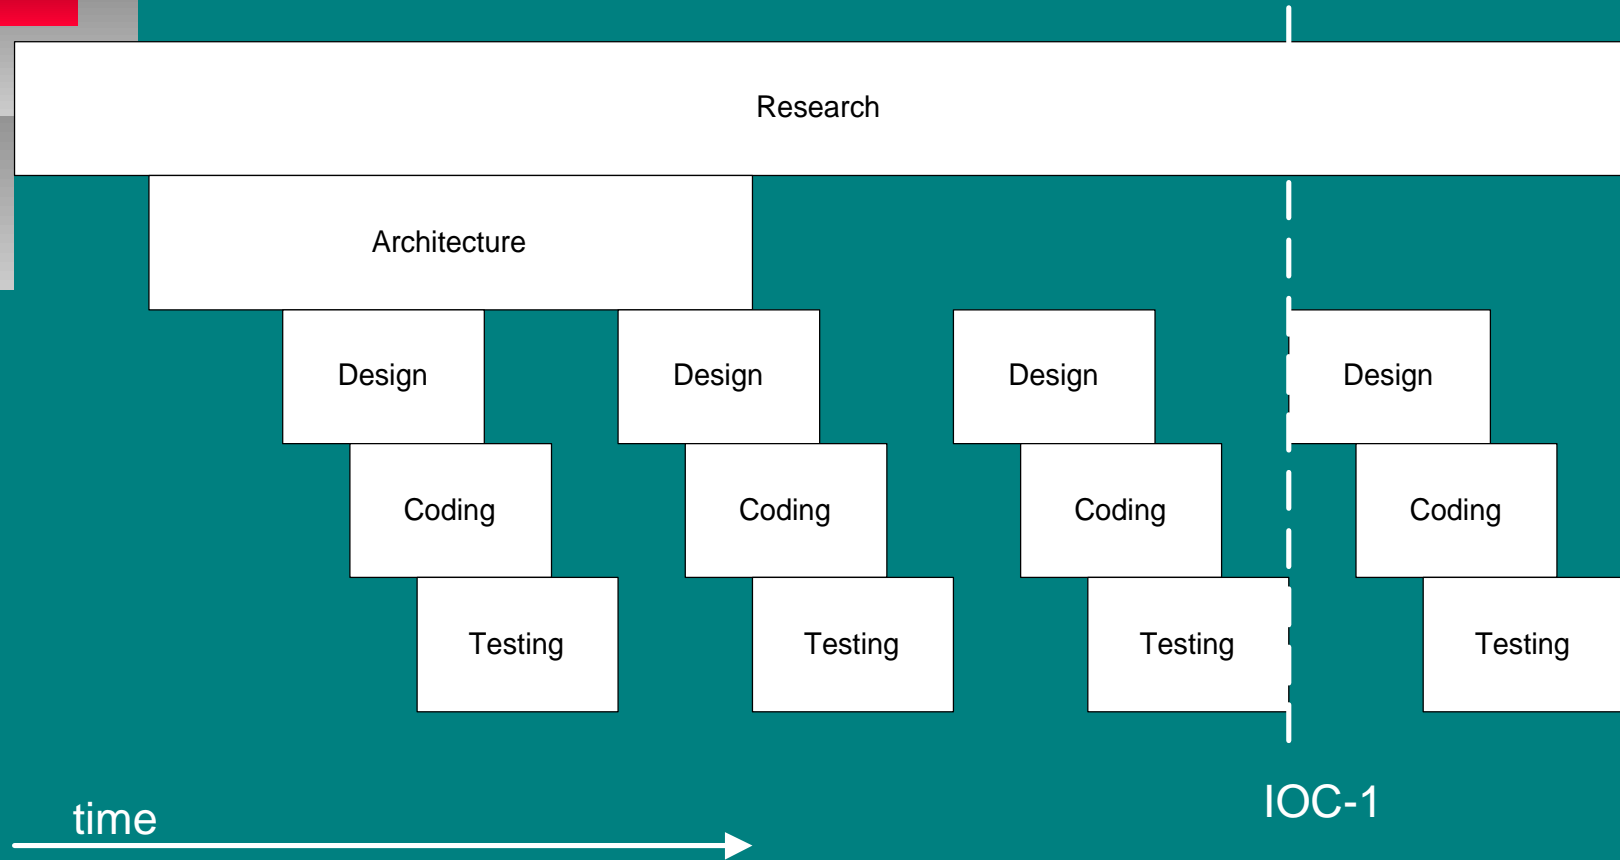 Research
Architecture
Design
Design
Design
Design
Coding
Coding
Coding
Coding
Testing
Testing
Testing
Testing
IOC-1
time